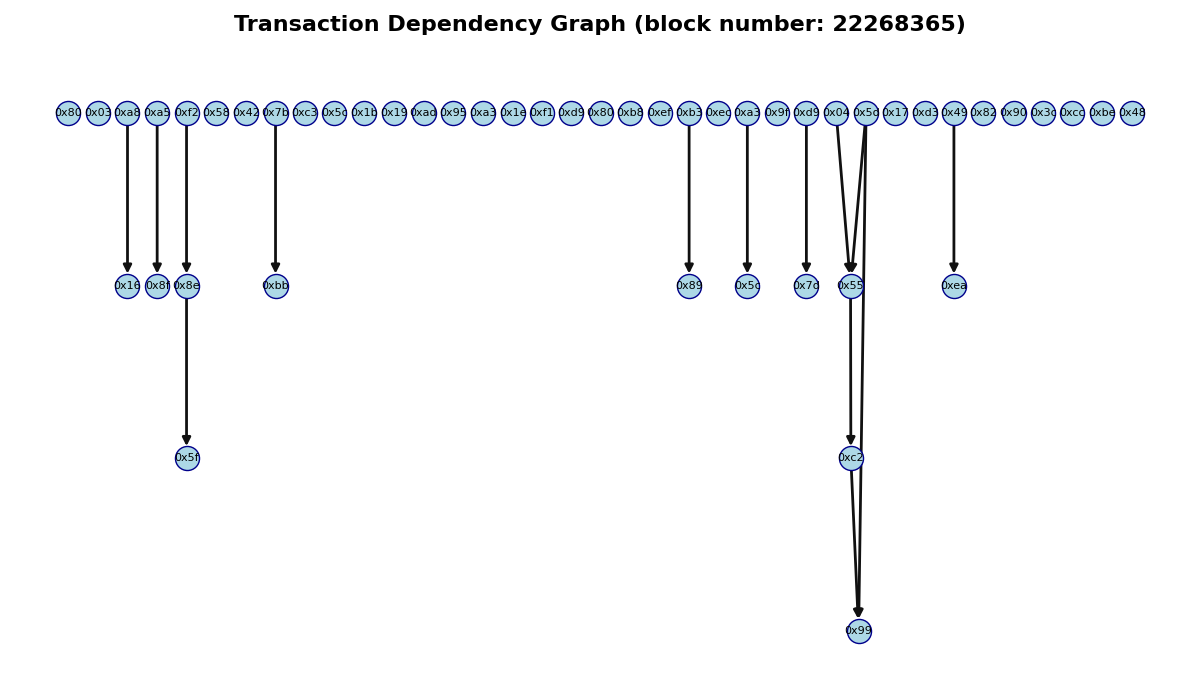 Transaction Dependency Graph (block number: 22268365)
0x80 0x03 0xa8 0xa5 0xf2 0x58 0x42 0x7b 0xc3 0x5c 0x1b 0x19 0xad 0x95 0xa3 0x1e 0xf1 0xd9 0x80 0xb8 0xef 0xb3 0xec 0xa3 0x9f 0xd9 0x04 0x5d 0x17 0xd3 0x49 0x82 0x90 0x3c 0xcc 0xbe 0x48
0x16 0x8f 0x8e 0xbb 0x89 0x5c 0x7d 0x55 0xea
0x5f 0xc2
0x99